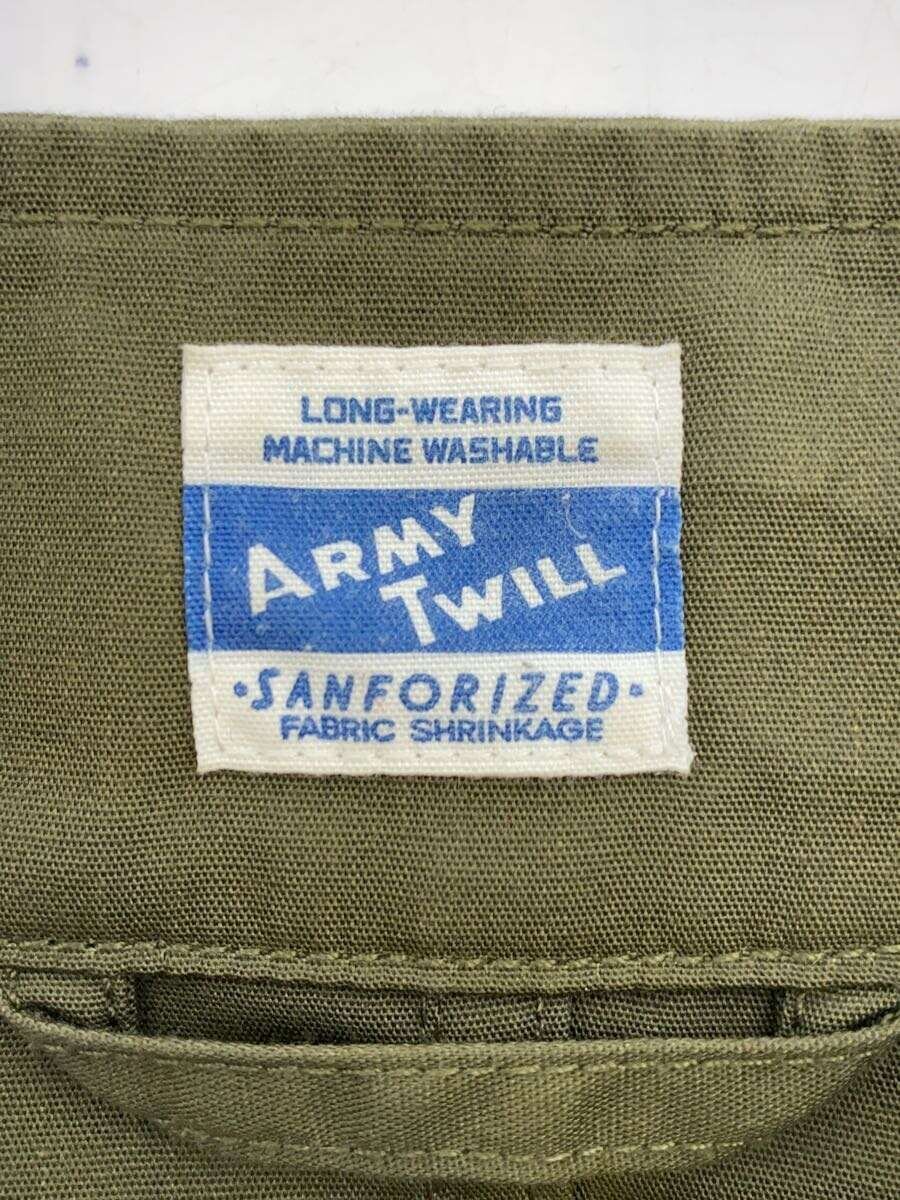 LONG-WEARING
MACHINE WASHABLE
ARMY
TWILL
·SANFORIZED·
FABRIC SHRINKAGE